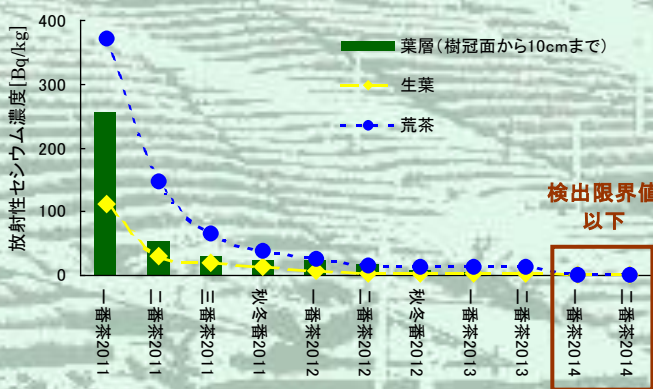 放射性セシウム濃度[Bq/kg]
400
300
200
100
0
葉層(樹冠面から10cmまで)
生葉
荒茶
検出限界値
以下
一番茶2011
二番茶2011
三番茶2011
秋冬番2011
一番茶2012
二番茶2012
秋冬番2012
一番茶2013
二番茶2013
一番茶2014
二番茶2014